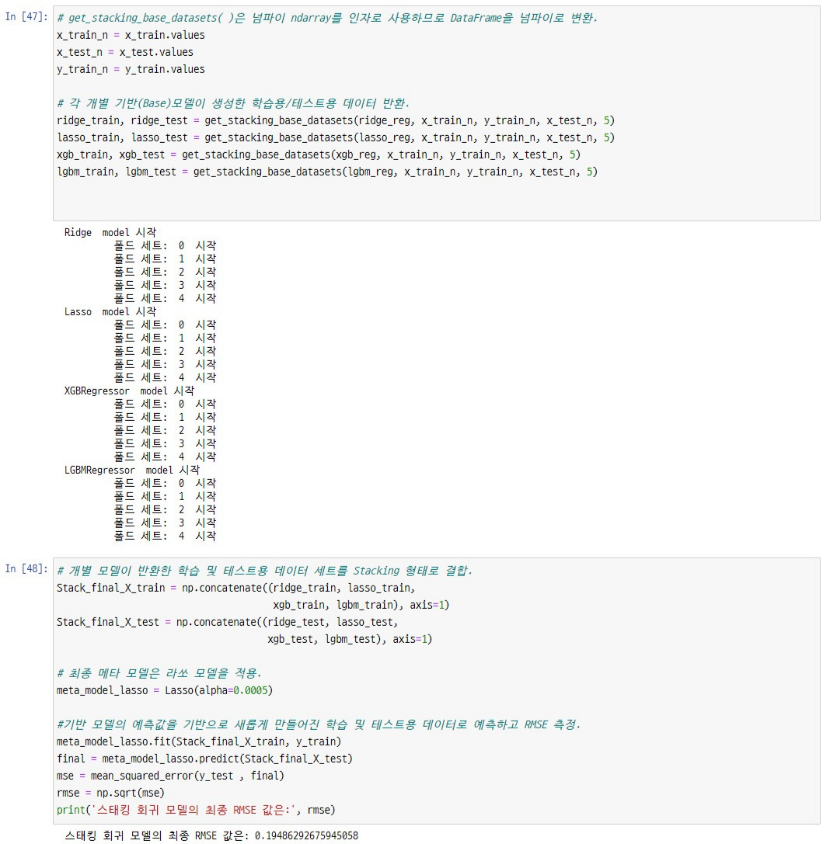 In [47]:
# get_stacking_base_datasets( )은 넘파이 ndarray를 인자로 사용하므로 DataFrame을 넘파이로 변환.
x_train_n = x_train.values
x_test_n = x_test.values
y_train_n = y_train.values
# 각 개별 기반(Base)모델이 생성한 학습용/테스트용 데이터 반환.
ridge_train, ridge_test = get_stacking_base_datasets(ridge_reg, x_train_n, y_train_n, x_test_n, 5)
lasso_train, lasso_test = get_stacking_base_datasets(lasso_reg, x_train_n, y_train_n, x_test_n, 5)
xgb_train, xgb_test = get_stacking_base_datasets(xgb_reg, x_train_n, y_train_n, x_test_n, 5)
lgbm_train, lgbm_test = get_stacking_base_datasets(lgbm_reg, x_train_n, y_train_n, x_test_n, 5)
Ridge model 시작
폴드 세트: 0 시작
폴드 세트: 1 시작
폴드 세트: 2 시작
폴드 세트: 3 시작
폴드 세트: 4 시작
Lasso model 시작
폴드 세트: 0 시작
폴드 세트: 1 시작
폴드 세트: 2 시작
폴드 세트: 3 시작
폴드 세트: 4 시작
XGBRegressor model 시작
폴드 세트: 0 시작
폴드 세트: 1 시작
폴드 세트: 2 시작
폴드 세트: 3 시작
폴드 세트: 4 시작
LGBMRegressor model 시작
폴드 세트: 0 시작
폴드 세트: 1 시작
폴드 세트: 2 시작
폴드 세트: 3 시작
폴드 세트: 4 시작
In [48]:
# 개별 모델이 반환한 학습 및 테스트용 데이터 세트를 Stacking 형태로 결합.
Stack_final_X_train = np.concatenate((ridge_train, lasso_train,
xgb_train, lgbm_train), axis=1)
Stack_final_X_test = np.concatenate((ridge_test, lasso_test,
xgb_test, lgbm_test), axis=1)
# 최종 메타 모델은 라쏘 모델을 적용.
meta_model_lasso = Lasso(alpha=0.0005)
#기반 모델의 예측값을 기반으로 새롭게 만들어진 학습 및 테스트용 데이터로 예측하고 RMSE 측정.
meta_model_lasso.fit(Stack_final_X_train, y_train)
final = meta_model_lasso.predict(Stack_final_X_test)
mse = mean_squared_error(y_test , final)
rmse = np.sqrt(mse)
print('스태킹 회귀 모델의 최종 RMSE 값은:', rmse)
스태킹 회귀 모델의 최종 RMSE 값은: 0.19486292675945058